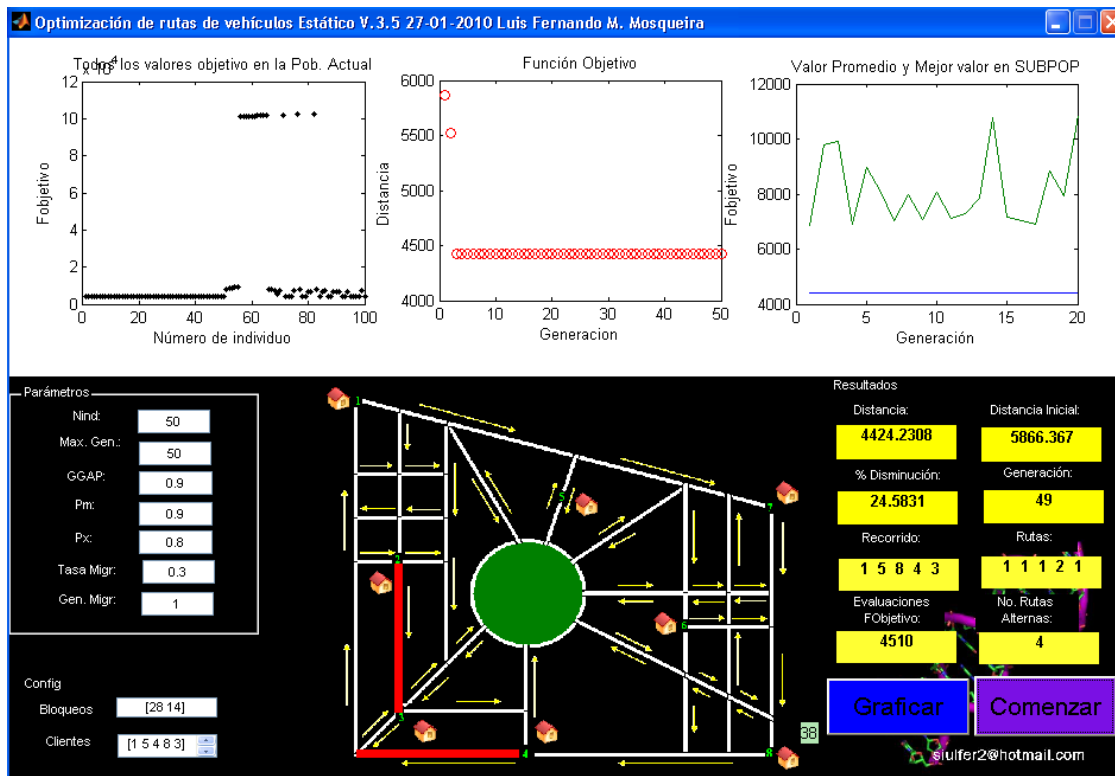 Optimización de rutas de vehículos Estático V.3.5 27-01-2010 Luis Fernando M. Mosqueira
Todos los valores objetivo en la Pob. Actual
x 10^4
12
10
8
6
4
2
0
Fobjetivo
0 20 40 60 80 100
Número de individuo
Función Objetivo
6000
5500
5000
4500
4000
Distancia
0 10 20 30 40 50
Generacion
Valor Promedio y Mejor valor en SUBPOP
12000
10000
8000
6000
4000
Fobjetivo
0 5 10 15 20
Generación
Parámetros
Nind: 50
Max. Gen.: 50
GGAP: 0.9
Pm: 0.9
Px: 0.8
Tasa Migr: 0.3
Gen. Migr: 1
Config
Bloqueos [28 14]
Clientes [1 5 4 8 3]
1
5
7
2
6
3
4
8
38
Resultados
Distancia: Distancia Inicial:
4424.2308 5866.367
% Disminución: Generación:
24.5831 49
Recorrido: Rutas:
1 5 8 4 3 1 1 1 2 1
Evaluaciones FObjetivo: No. Rutas Alternas:
4510 4
Graficar Comenzar
siulfer2@hotmail.com